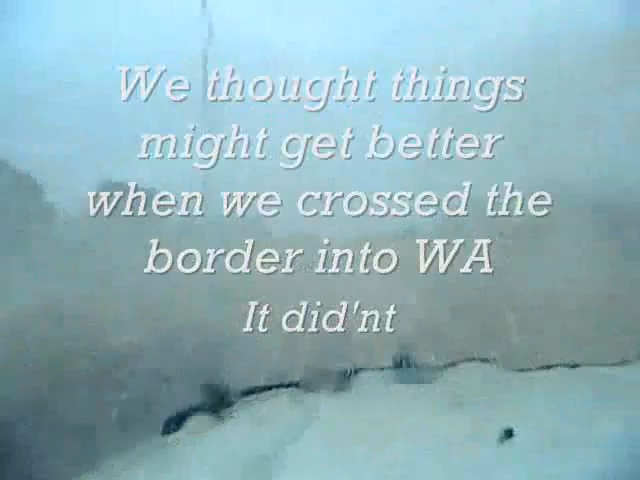 We thought things
might get better
when we crossed the
border into WA
It did'nt